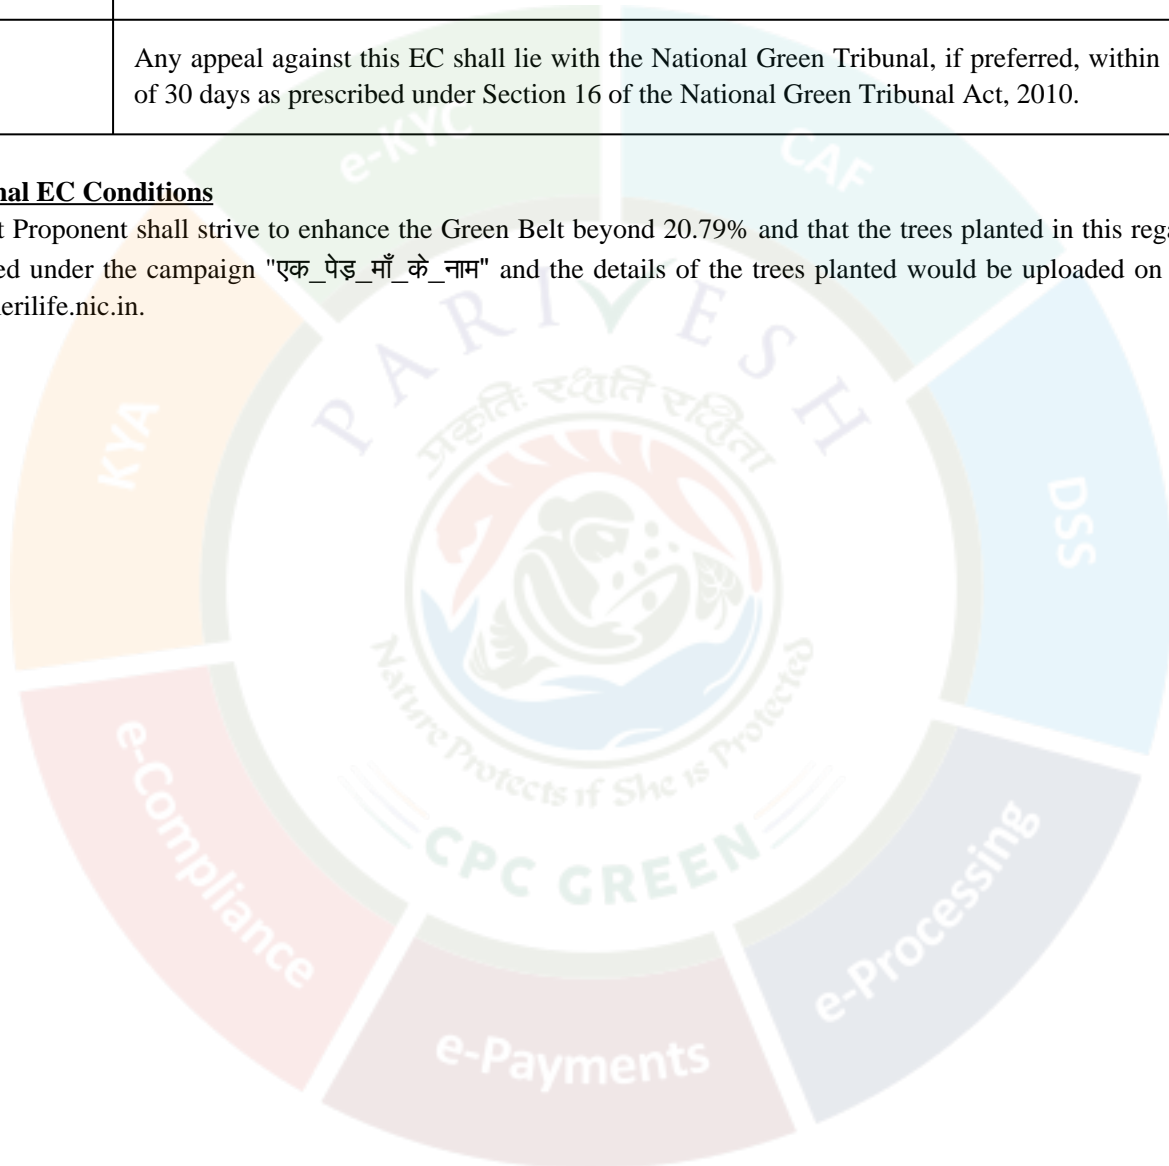 Any appeal against this EC shall lie with the National Green Tribunal, if preferred, within
of 30 days as prescribed under Section 16 of the National Green Tribunal Act, 2010.
nal EC Conditions
t Proponent shall strive to enhance the Green Belt beyond 20.79% and that the trees planted in this rega
ed under the campaign "एक_पेड़_माँ_के_नाम" and the details of the trees planted would be uploaded on
erilife.nic.in.
e-KYC
CAF
PARIVESH
प्रकृतिः रक्षति रक्षिता
KYA
DSS
Nature Protects if She is Protected
CPC GREEN
e-Compliance
e-Processing
e-Payments